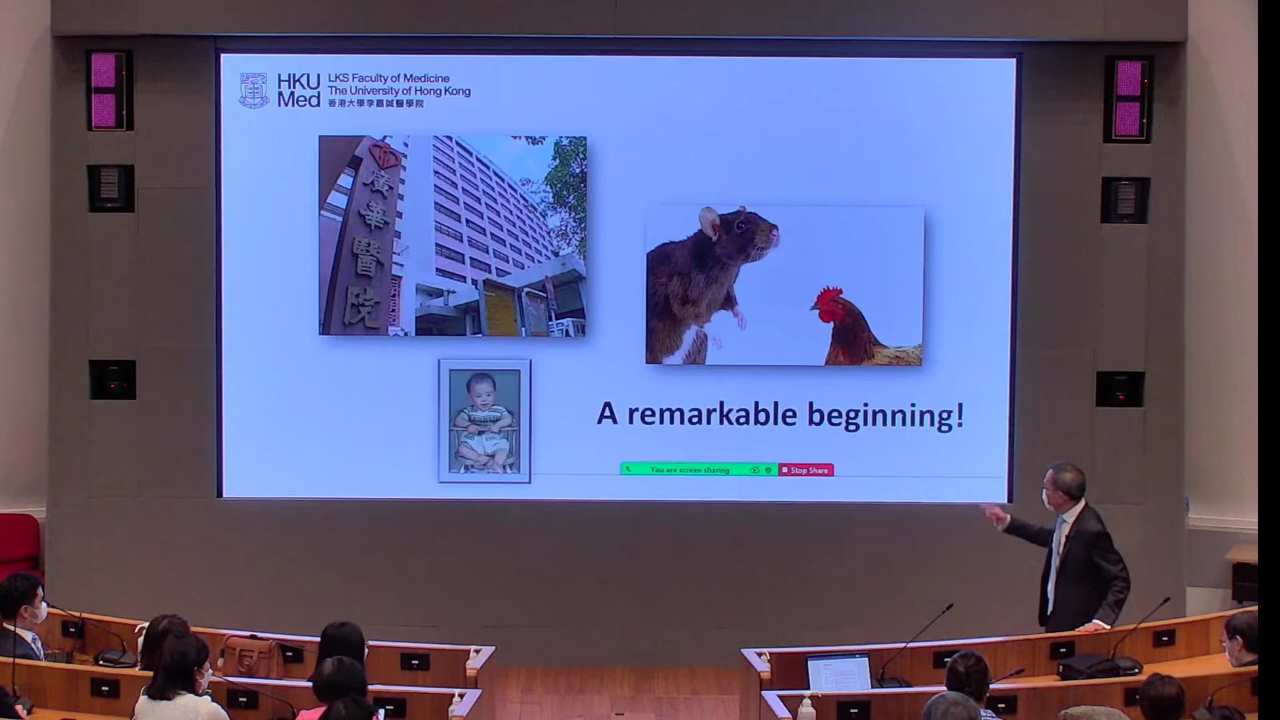 HKU
Med
LKS Faculty of Medicine
The University of Hong Kong
香港大學李嘉誠醫學院
廣華醫院
A remarkable beginning!
You are screen sharing
Stop Share